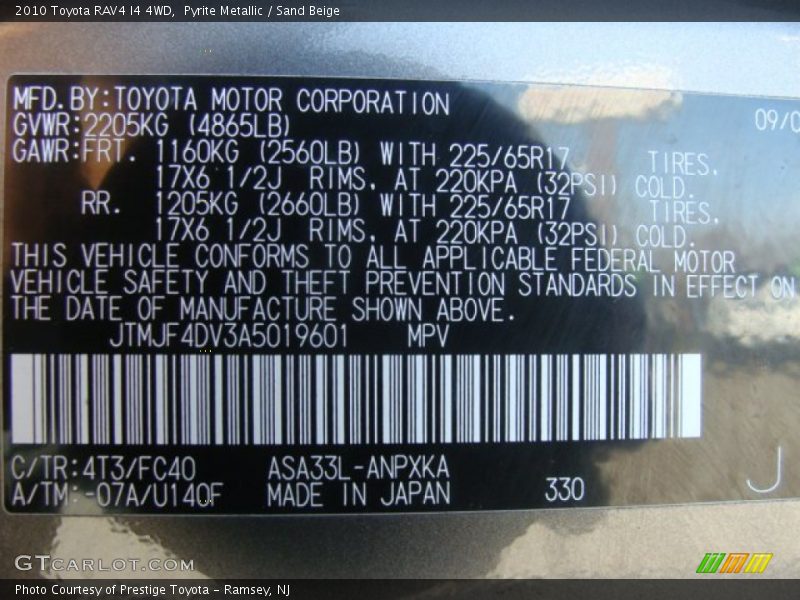 2010 Toyota RAV4 I4 4WD, Pyrite Metallic / Sand Beige
MFD.BY:TOYOTA MOTOR CORPORATION 09/0
GVWR:2205KG (4865LB)
GAWR:FRT. 1160KG (2560LB) WITH 225/65R17 TIRES,
17X6 1/2J RIMS, AT 220KPA (32PSI) COLD.
RR. 1205KG (2660LB) WITH 225/65R17 TIRES,
17X6 1/2J RIMS, AT 220KPA (32PSI) COLD.
THIS VEHICLE CONFORMS TO ALL APPLICABLE FEDERAL MOTOR
VEHICLE SAFETY AND THEFT PREVENTION STANDARDS IN EFFECT ON
THE DATE OF MANUFACTURE SHOWN ABOVE.
JTMJF4DV3A5019601 MPV
C/TR:4T3/FC40 ASA33L-ANPXKA
A/TM:-07A/U140F MADE IN JAPAN 330 J
GTCARLOT.COM
Photo Courtesy of Prestige Toyota - Ramsey, NJ